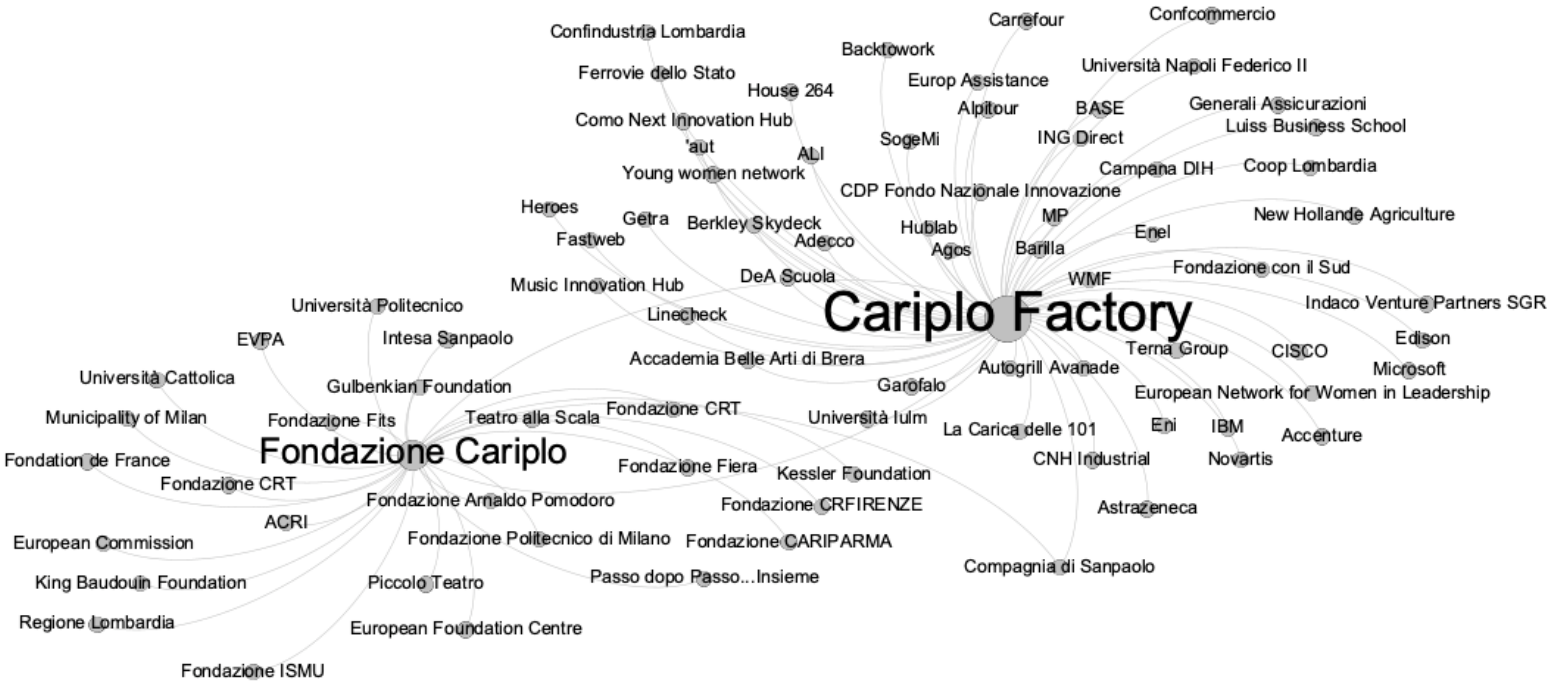 Carrefour
Confcommercio
Confindustria Lombardia
Backtowork
Università Napoli Federico II
Ferrovie dello Stato
Europ Assistance
House 264
Generali Assicurazioni
Alpitour
BASE
Como Next Innovation Hub
Luiss Business School
SogeMi
ING Direct
'aut
ALI
Coop Lombardia
Campana DIH
Young women network
CDP Fondo Nazionale Innovazione
Heroes
New Hollande Agriculture
MP
Getra
Berkley Skydeck
Hublab
Enel
Fastweb
Adecco
Agos
Barilla
Fondazione con il Sud
DeA Scuola
WMF
Music Innovation Hub
Indaco Venture Partners SGR
Università Politecnico
Linecheck
Cariplo Factory
EVPA
Intesa Sanpaolo
Edison
Terna Group
CISCO
Accademia Belle Arti di Brera
Autogrill
Avanade
Microsoft
Università Cattolica
Gulbenkian Foundation
Garofalo
European Network for Women in Leadership
Municipality of Milan
Fondazione Fits
Teatro alla Scala
Fondazione CRT
Università Iulm
La Carica delle 101
Eni
IBM
Accenture
Fondazione Cariplo
Fondation de France
CNH Industrial
Novartis
Fondazione Fiera
Kessler Foundation
Fondazione CRT
Fondazione Arnaldo Pomodoro
Fondazione CRFIRENZE
Astrazeneca
ACRI
European Commission
Fondazione Politecnico di Milano
Fondazione CARIPARMA
Compagnia di Sanpaolo
King Baudouin Foundation
Piccolo Teatro
Passo dopo Passo...Insieme
Regione Lombardia
European Foundation Centre
Fondazione ISMU